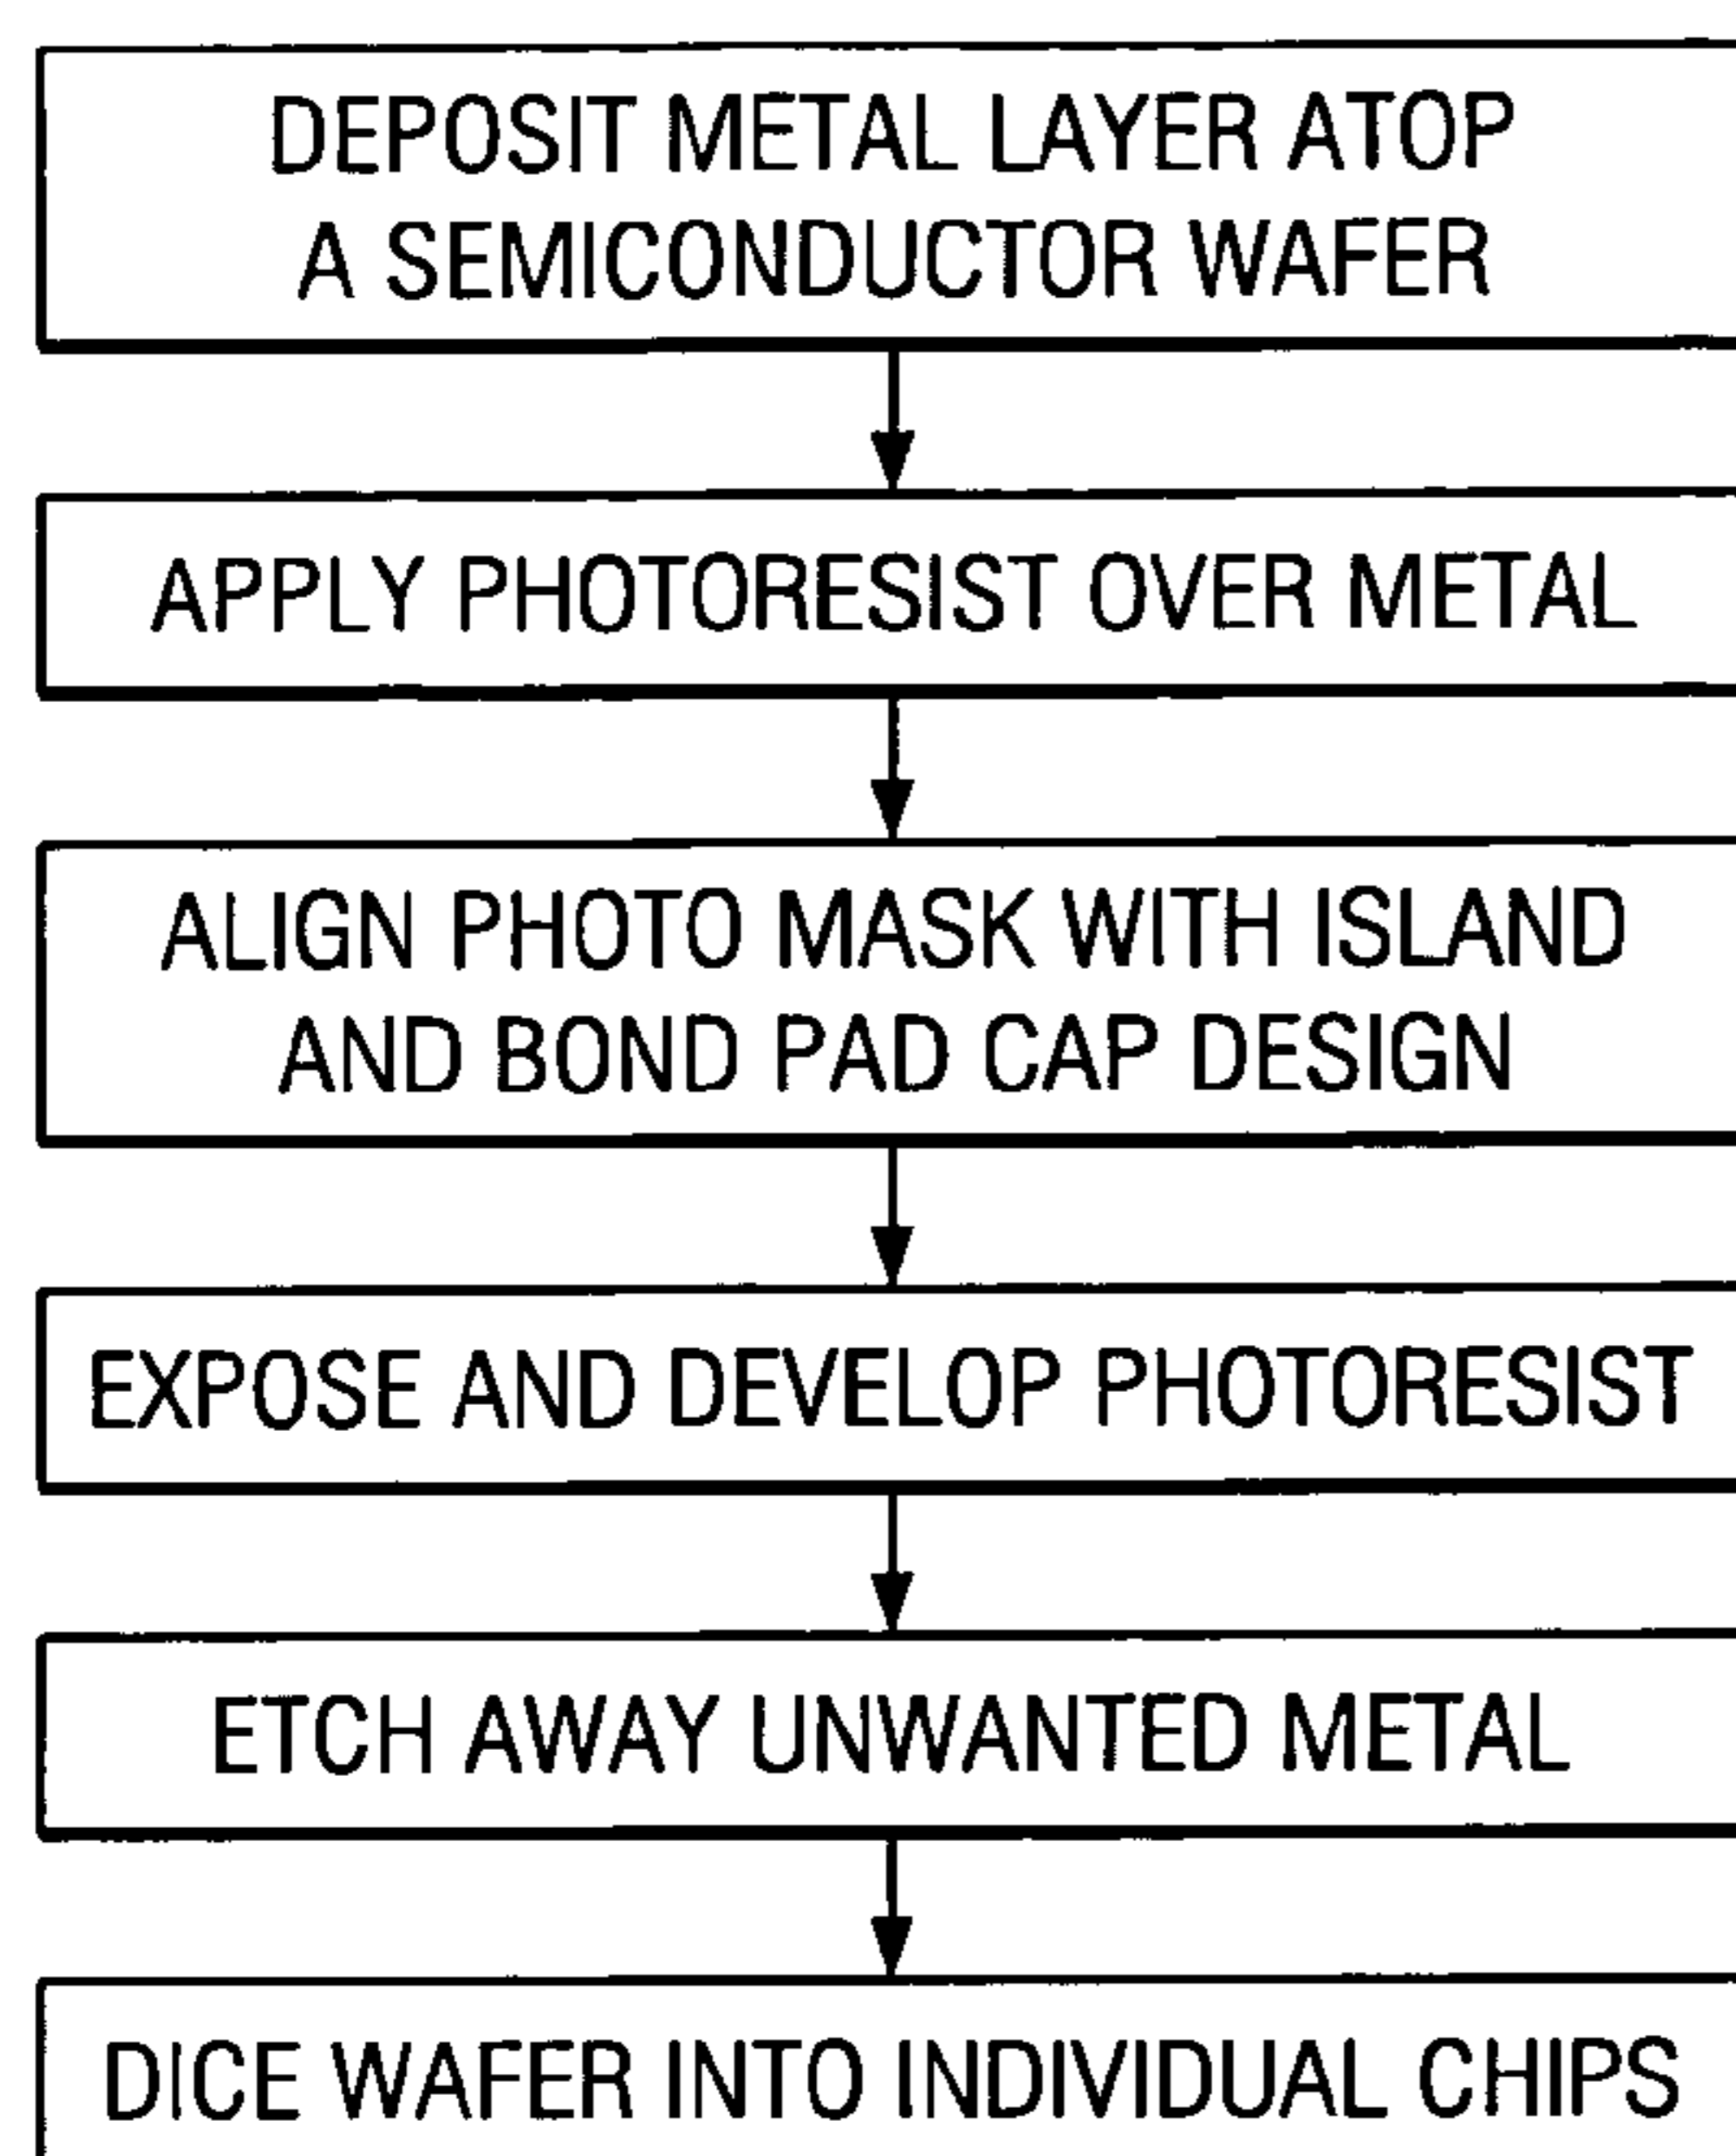 DEPOSIT METAL LAYER ATOP
A SEMICONDUCTOR WAFER
APPLY PHOTORESIST OVER METAL
ALIGN PHOTO MASK WITH ISLAND
AND BOND PAD CAP DESIGN
EXPOSE AND DEVELOP PHOTORESIST
ETCH AWAY UNWANTED METAL
DICE WAFER INTO INDIVIDUAL CHIPS